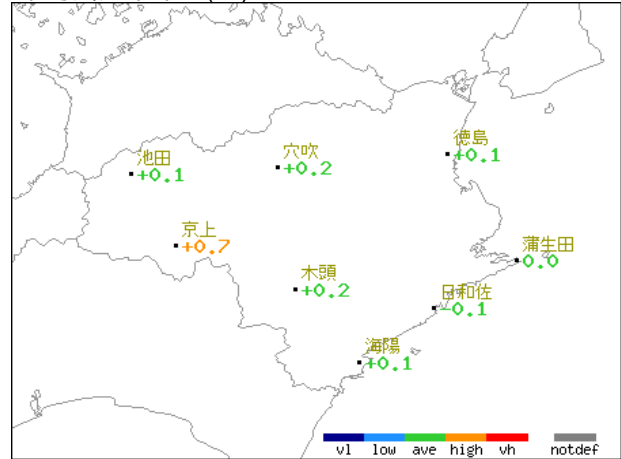 徳島
+0.1
穴吹
+0.2
池田
+0.1
京上
+0.7
蒲生田
0.0
木頭
+0.2
日和佐
-0.1
海陽
+0.1
vl low ave high vh notdef